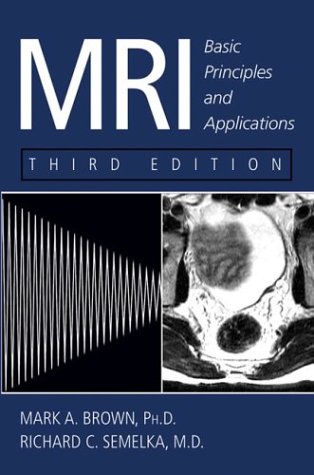 MRI
Basic
Principles
and
Applications
THIRD EDITION
MARK A. BROWN, PH.D.
RICHARD C. SEMELKA, M.D.